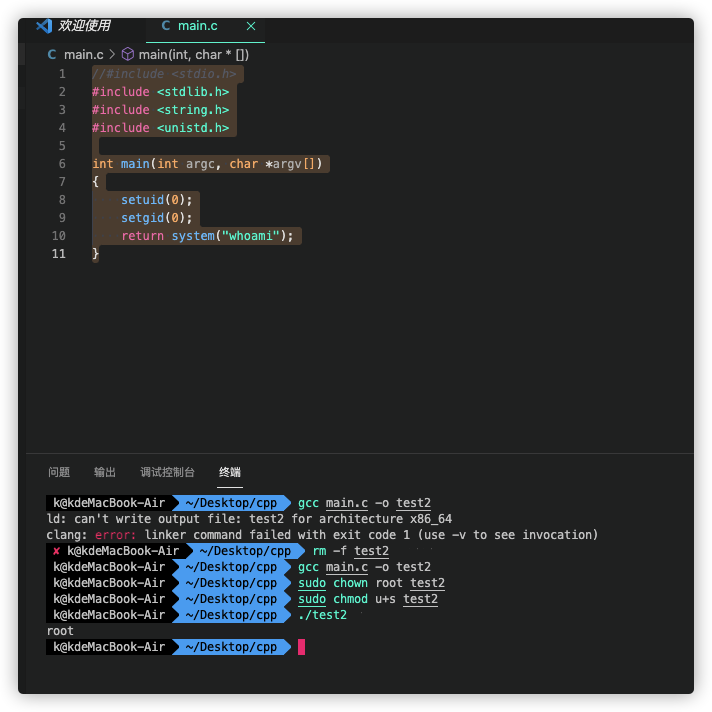 欢迎使用
C main.c ×
C main.c > main(int, char * [])
1 //#include <stdio.h>
2 #include <stdlib.h>
3 #include <string.h>
4 #include <unistd.h>
5
6 int main(int argc, char *argv[])
7 {
8 setuid(0);
9 setgid(0);
10 return system("whoami");
11 }
问题 输出 调试控制台 终端
k@kdeMacBook-Air ~/Desktop/cpp gcc main.c -o test2
ld: can't write output file: test2 for architecture x86_64
clang: error: linker command failed with exit code 1 (use -v to see invocation)
✘ k@kdeMacBook-Air ~/Desktop/cpp rm -f test2
k@kdeMacBook-Air ~/Desktop/cpp gcc main.c -o test2
k@kdeMacBook-Air ~/Desktop/cpp sudo chown root test2
k@kdeMacBook-Air ~/Desktop/cpp sudo chmod u+s test2
k@kdeMacBook-Air ~/Desktop/cpp ./test2
root
k@kdeMacBook-Air ~/Desktop/cpp